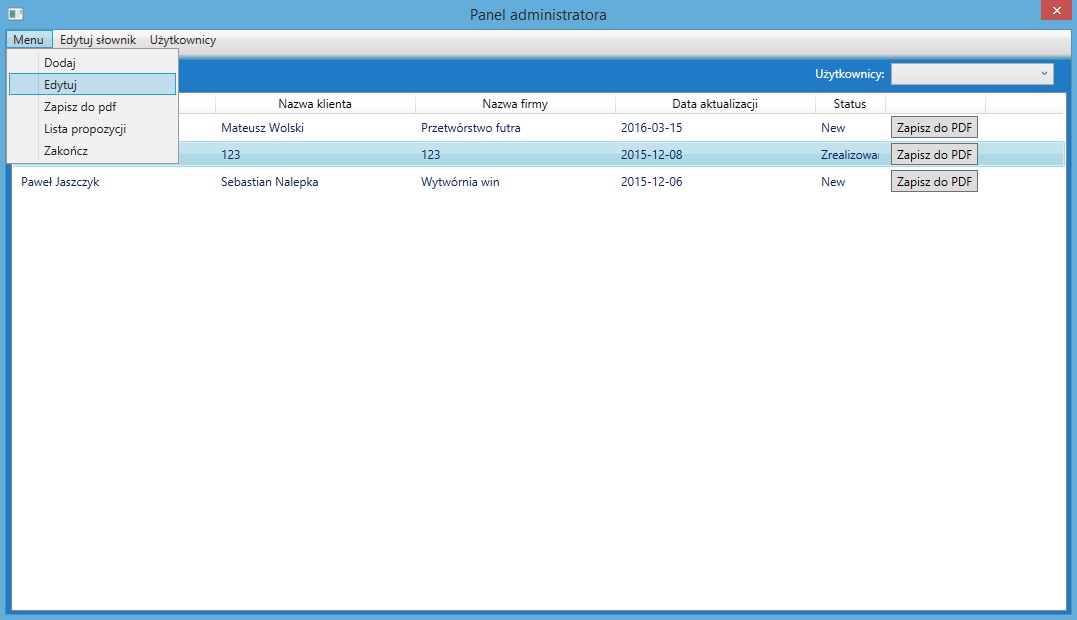 Panel administratora
Menu Edytuj słownik Użytkownicy
Dodaj
Edytuj
Zapisz do pdf
Lista propozycji
Zakończ
Użytkownicy:
Nazwa klienta Nazwa firmy Data aktualizacji Status
Mateusz Wolski Przetwórstwo futra 2016-03-15 New Zapisz do PDF
123 123 2015-12-08 Zrealizowa Zapisz do PDF
Paweł Jaszczyk Sebastian Nalepka Wytwórnia win 2015-12-06 New Zapisz do PDF